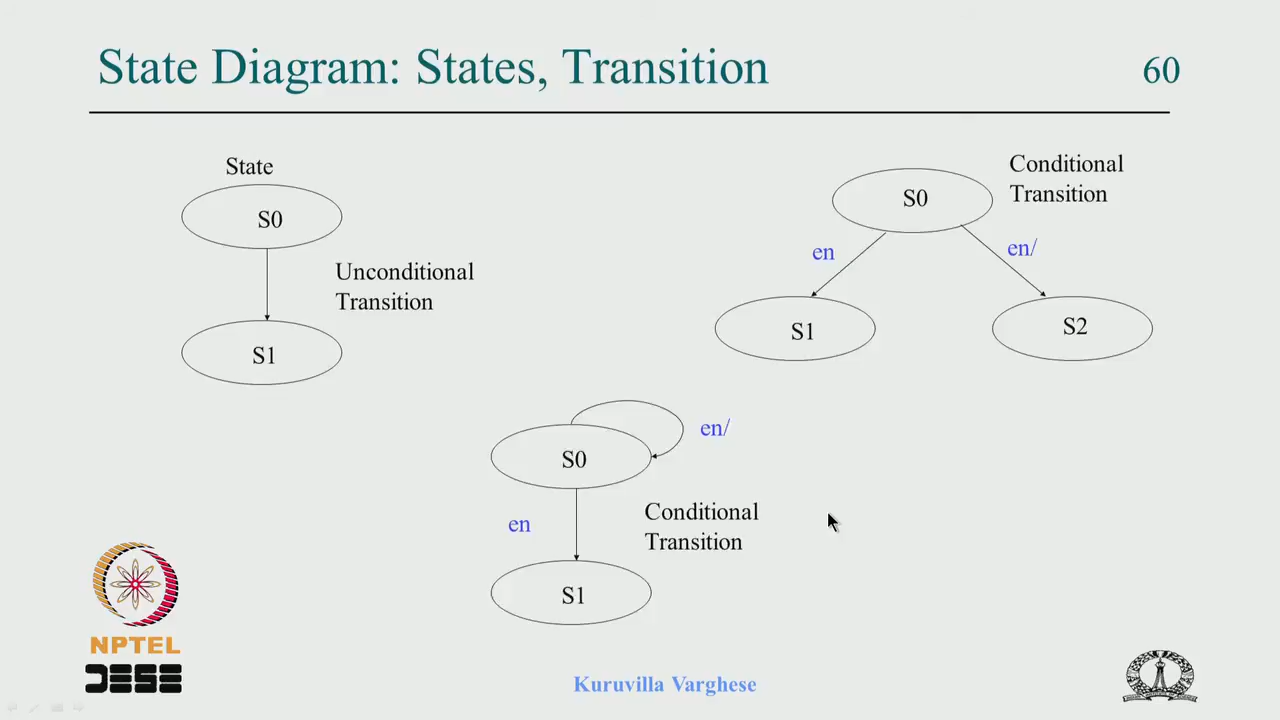 State Diagram: States, Transition
60
State
S0
Unconditional
Transition
S1
Conditional
Transition
S0
en
en/
S1
S2
en/
S0
en
Conditional
Transition
S1
NPTEL
DESE
Kuruvilla Varghese